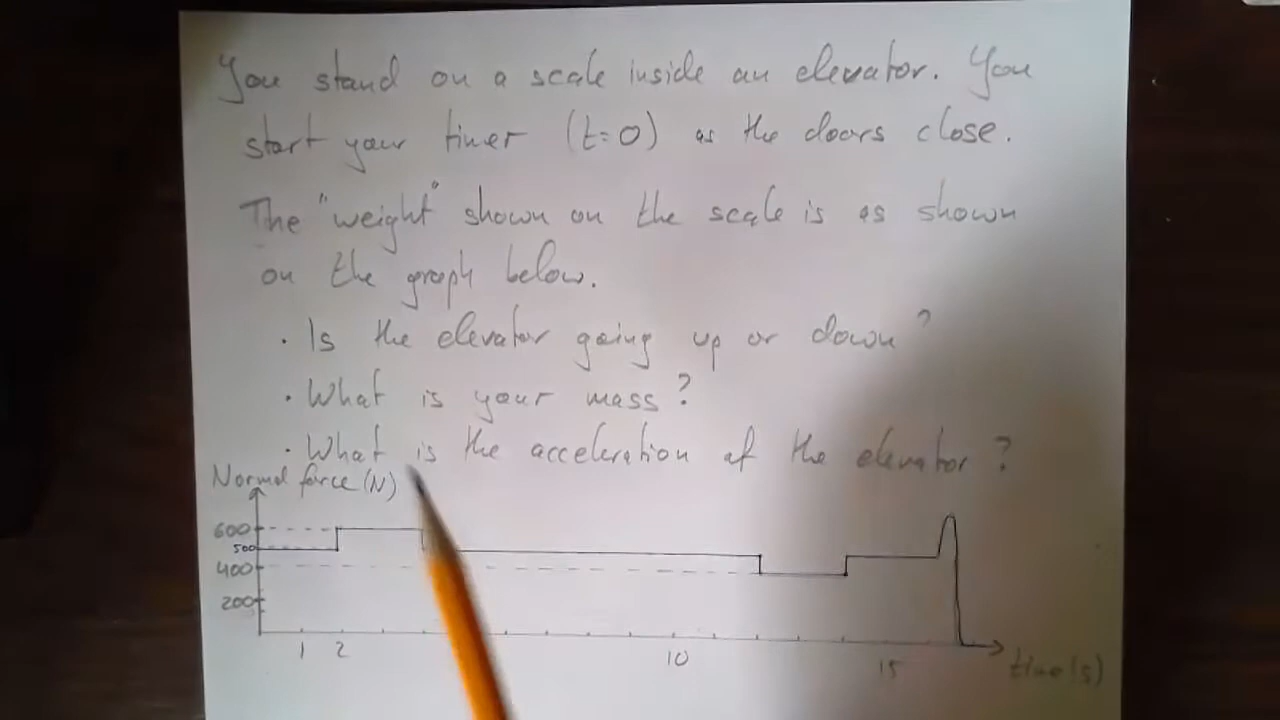 You stand on a scale inside an elevator. You
start your timer (t=0) as the doors close.
The "weight" shown on the scale is as shown
on the graph below.
· Is the elevator going up or down?
· What is your mass?
· What is the acceleration of the elevator?
Normal force (N)
600
500
400
200
1 2 10 15 time (s)